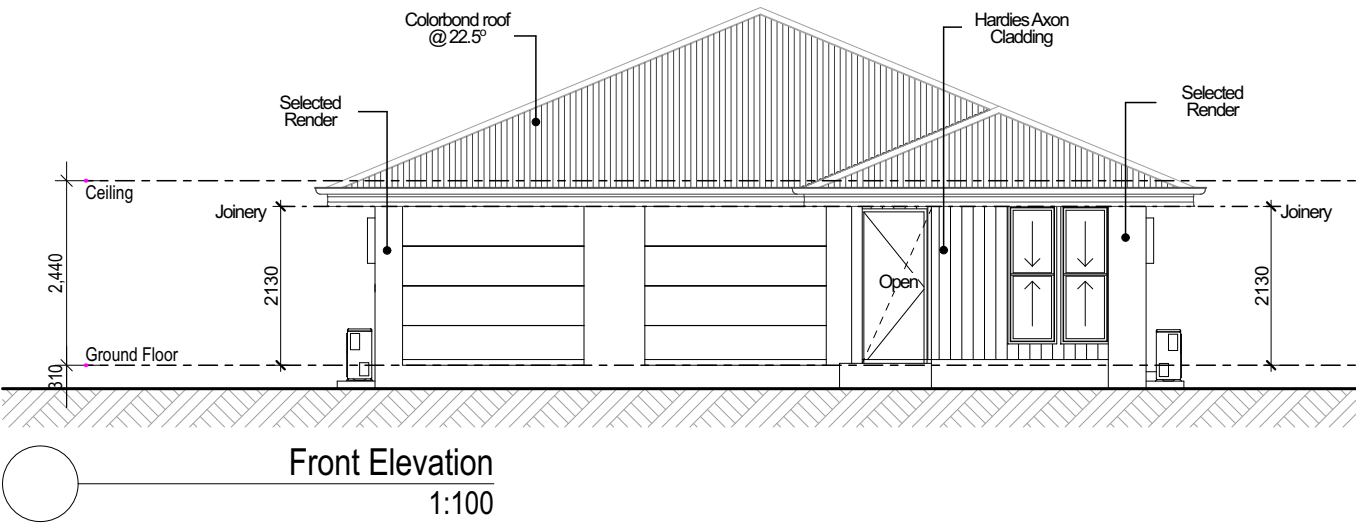 Colorbond roof
@ 22.5º
Hardies Axon
Cladding
Selected
Render
Selected
Render
Ceiling
Joinery
Joinery
2,440
2130
Open
2130
Ground Floor
310
Front Elevation
1:100